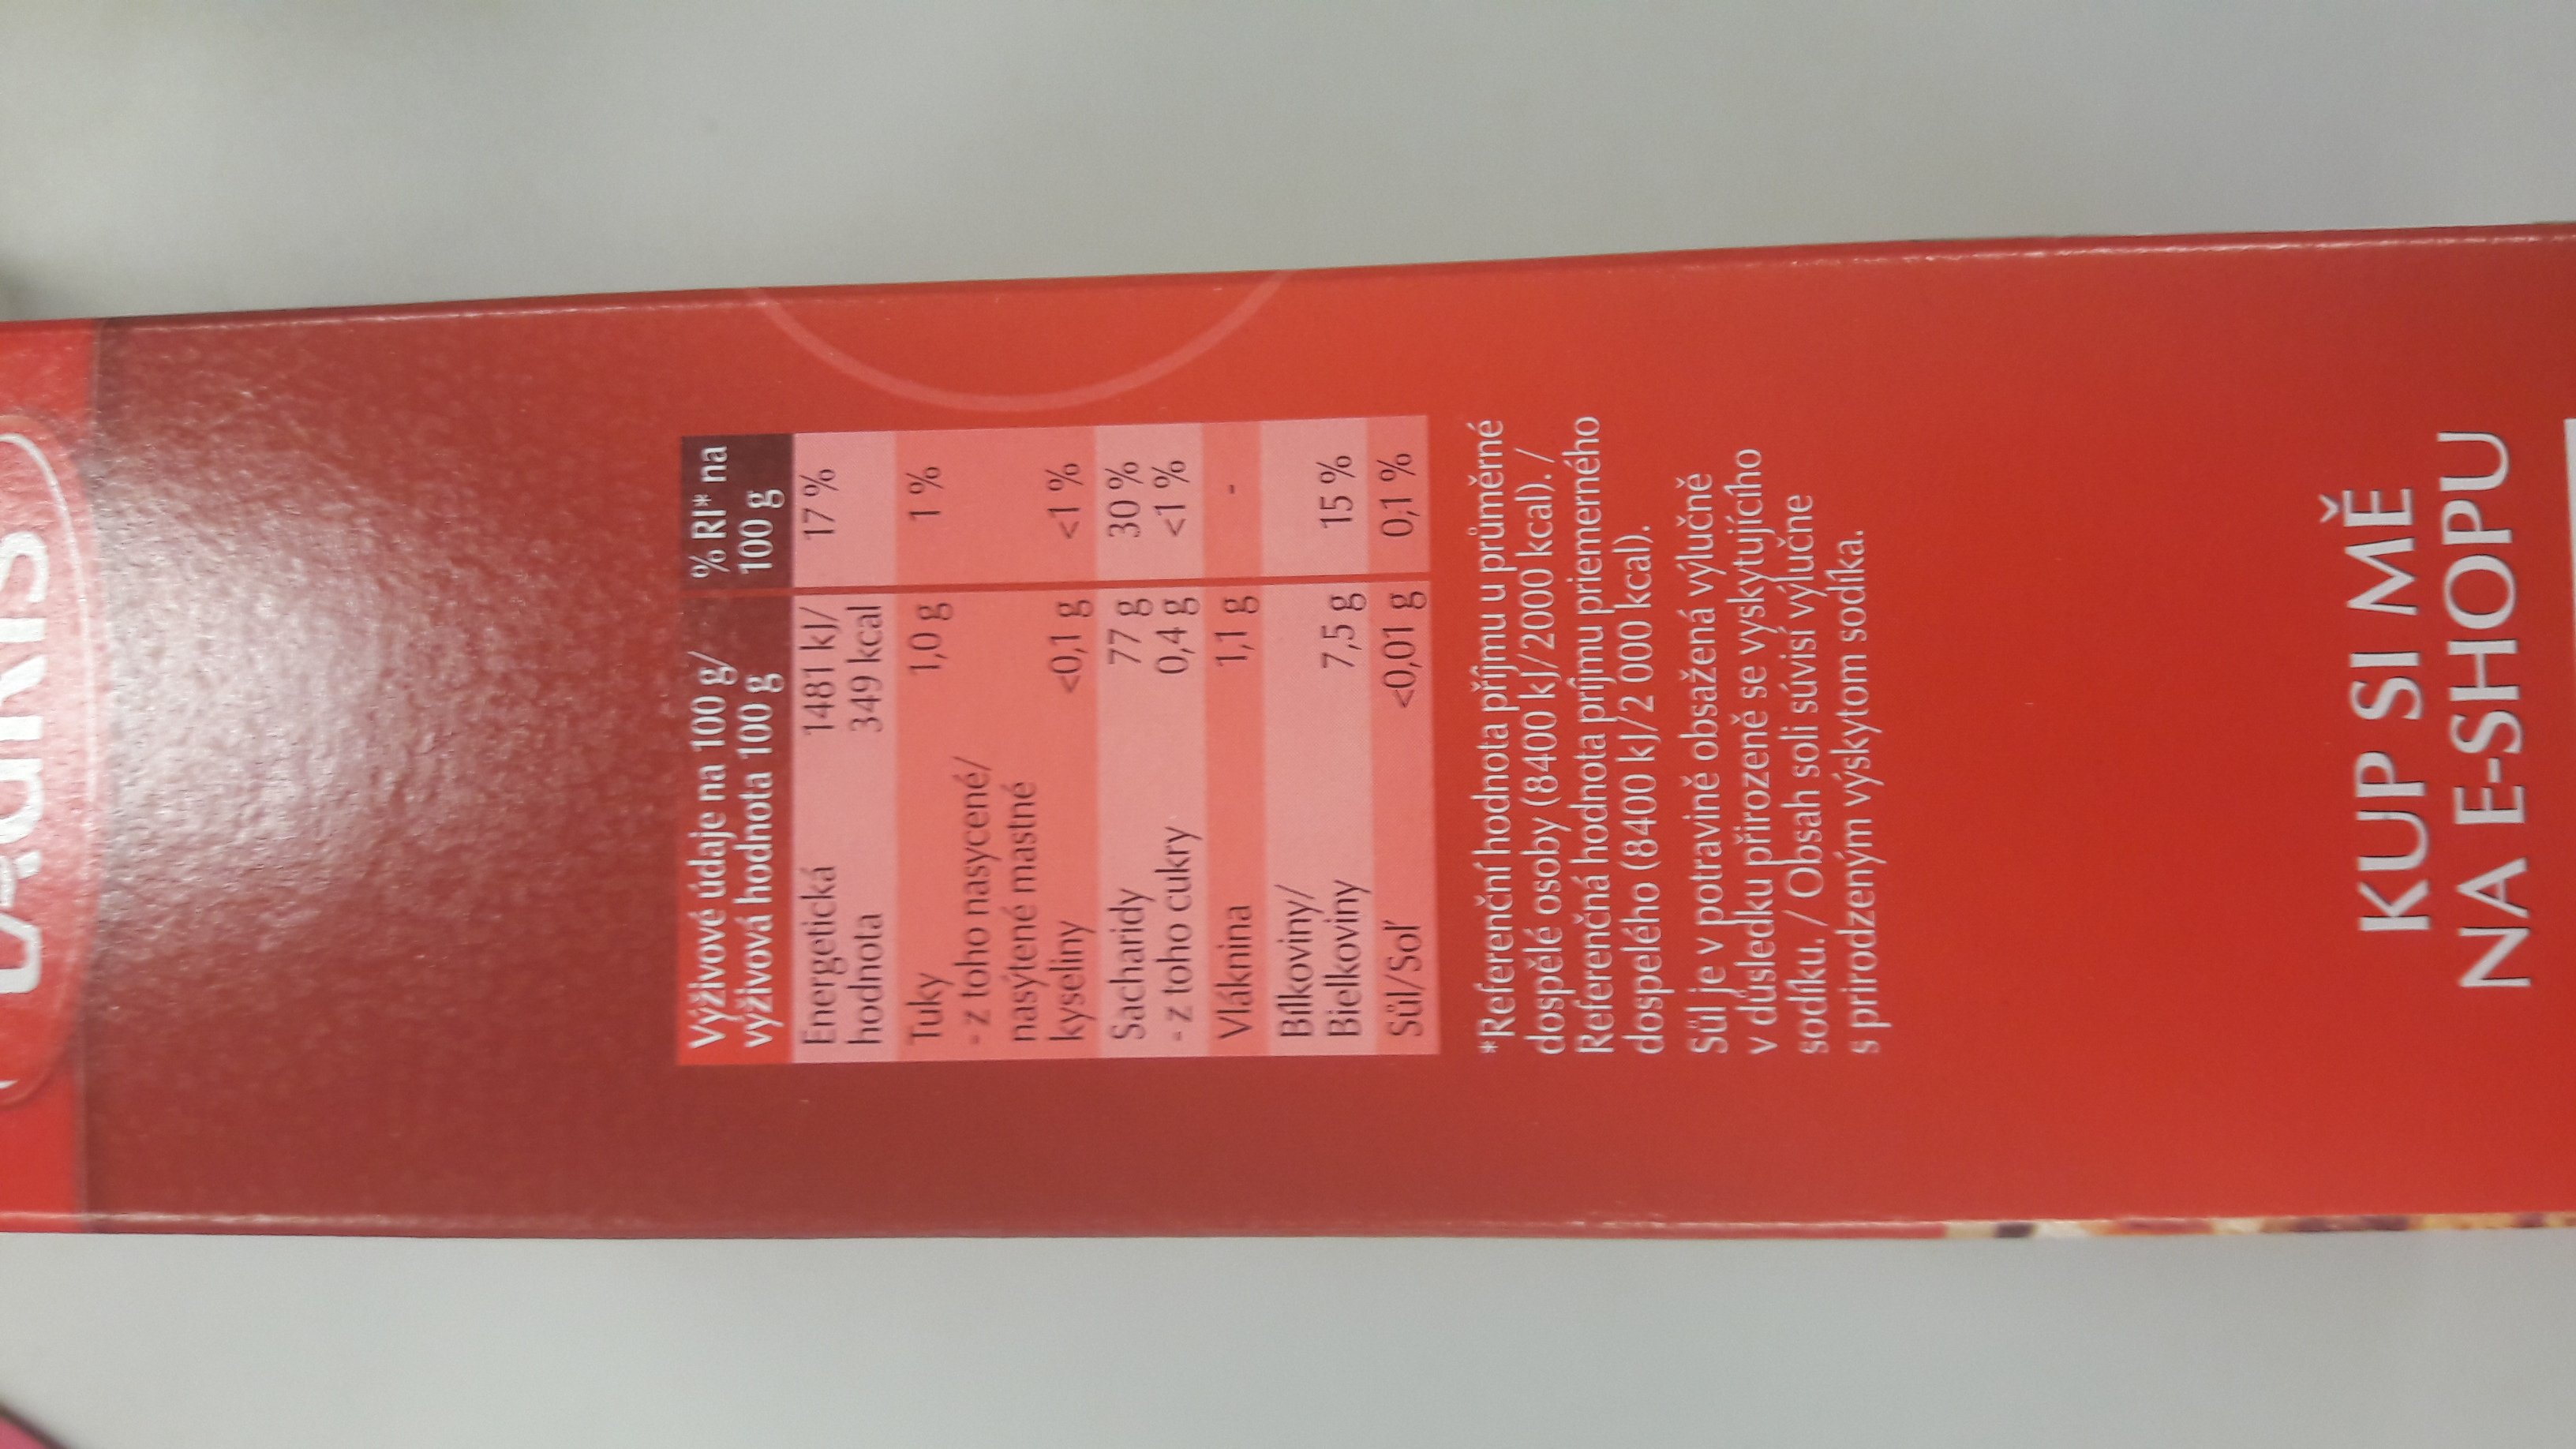 Výživové údaje na 100 g/ % RI* na
výživová hodnota 100 g 100 g
Energetická 1481 kJ/ 17 %
hodnota 349 kcal
Tuky 1,0 g 1 %
- z toho nasycené/
nasýtené mastné
kyseliny <0,1 g <1 %
Sacharidy 77 g 30 %
- z toho cukry 0,4 g <1 %
Vláknina 1,1 g -
Bílkoviny/
Bielkoviny 7,5 g 15 %
Sůl/Soľ <0,01 g 0,1 %
*Referenční hodnota příjmu u průměrné
dospělé osoby (8400 kJ/2000 kcal). /
Referenčná hodnota príjmu priemerného
dospelého (8400 kJ/2 000 kcal).
Sůl je v potravině obsažená výlučně
v důsledku přirozeně se vyskytujícího
sodíku. / Obsah soli súvisí výlučne
s prirodzeným výskytom sodíka.
KUP SI MĚ
NA E-SHOPU